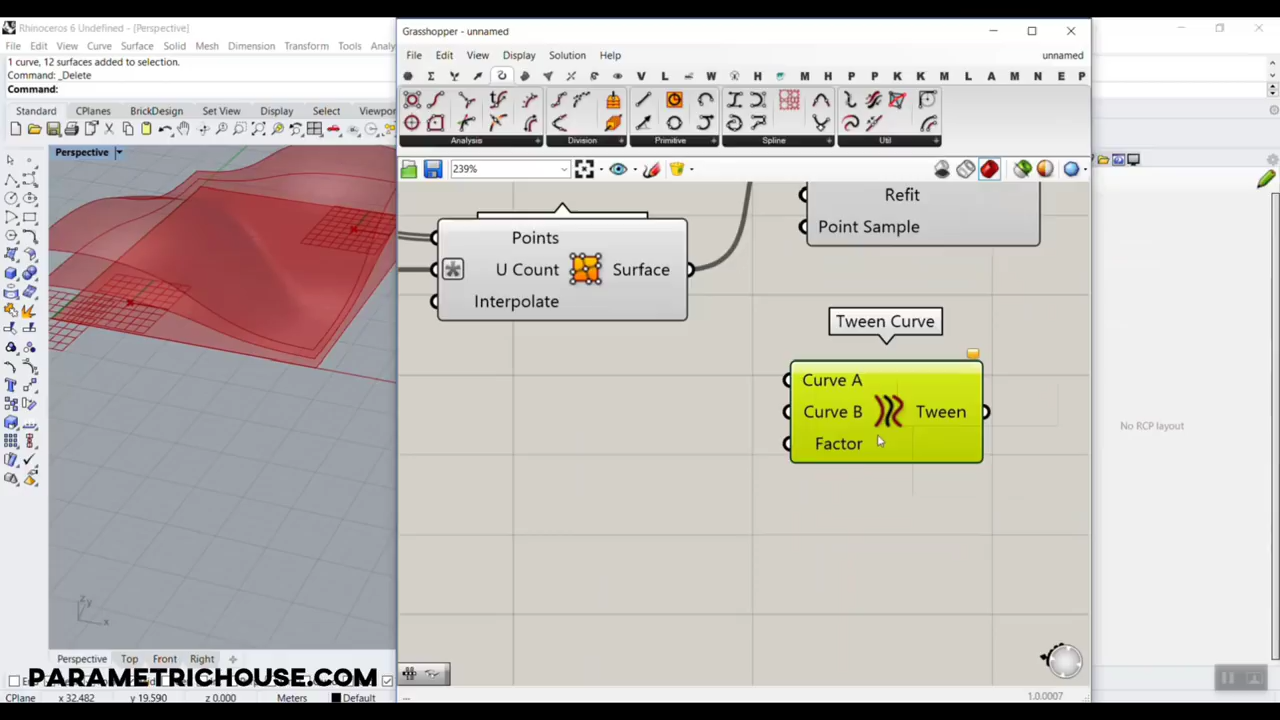 Rhinoceros 6 Undefined - [Perspective]
File Edit View Curve Surface Solid Mesh Dimension Transform Tools Analy
1 curve, 12 surfaces added to selection.
Command: _Delete
Command:
Standard CPlanes BrickDesign Set View Display Select Viewpor
Perspective
Grasshopper - unnamed
File Edit View Display Solution Help unnamed
V L W H M L H P K K M L A M N E P
Analysis Division Primitive Spline Util
239%
Refit
Point Sample
Points
U Count Surface
Interpolate
Tween Curve
Curve A
Curve B Tween
Factor
No RCP layout
z y
x
Perspective Top Front Right
PARAMETRICHOUSE.COM
CPlane x 32.482 y 19.590 z 0.000 Meters Default
... 1.0.0007